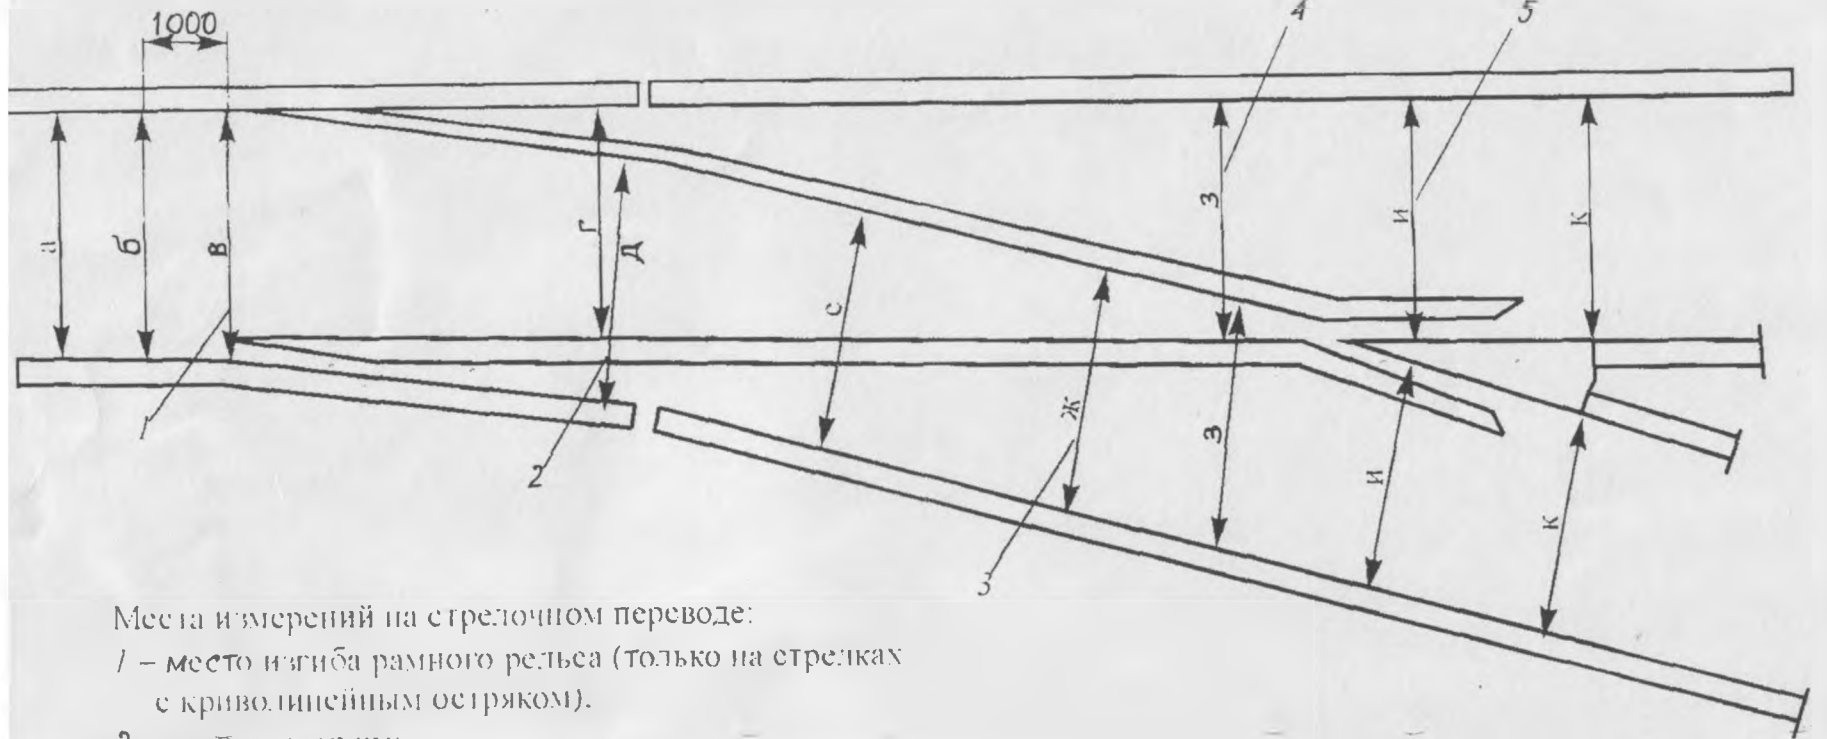 1000
4
5
а
б
в
Г
Д
с
Ж
З
И
К
З
И
К
1
2
3
Места измерений на стрелочном переводе:
1 – место изгиба рамного рельса (только на стрелках
с криволинейным остряком).